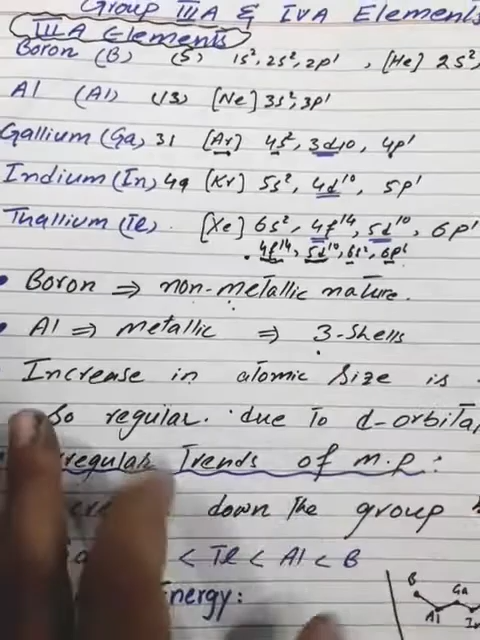 Group IIIA & IVA Elements
IIIA Elements
Boron (B) (5) 1s², 2s², 2p¹ , [He] 2s²,
Al (Al) (13) [Ne] 3s², 3p¹
Gallium (Ga) 31 [Ar] 4s², 3d10, 4p¹
Indium (In) 49 [Kr] 5s², 4d¹⁰, 5p¹
Thallium (Tl) . [Xe] 6s², 4f¹⁴, 5d¹⁰, 6p¹
. 4f¹⁴, 5d¹⁰, 6s², 6p¹
• Boron ⇒ non-metallic nature.
• Al ⇒ metallic ⇒ 3-shells
Increase in atomic size is
so regular. due to d-orbital
Trends of m.p:
down the group
< Tl < Al < B
B Ga
Al In